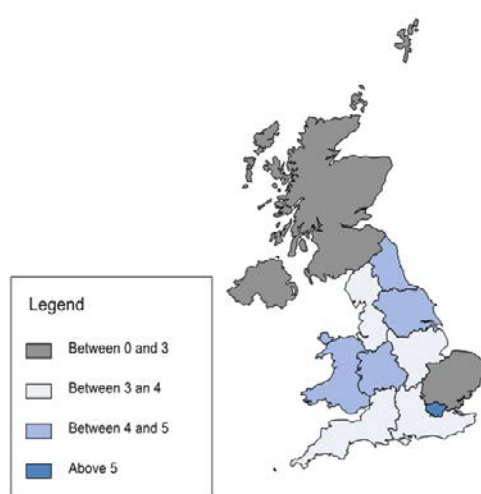 Legend
Between 0 and 3
Between 3 an 4
Between 4 and 5
Above 5